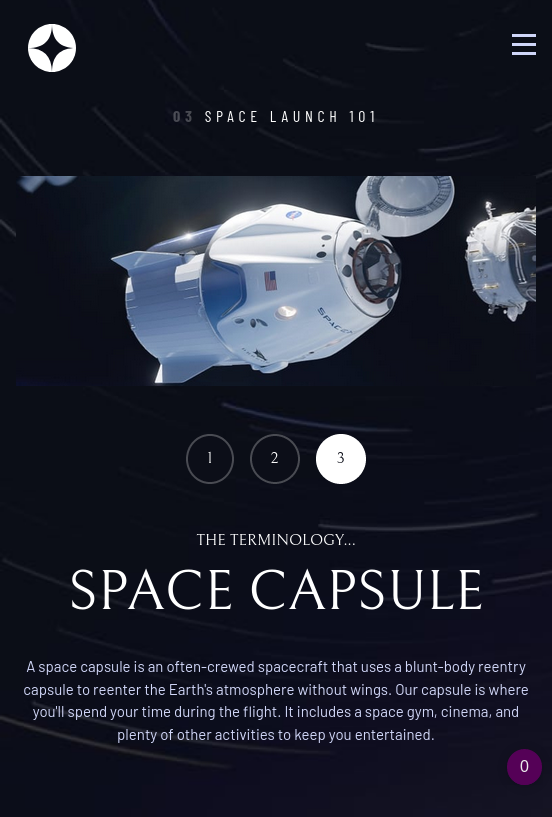 03 SPACE LAUNCH 101
SPACEX
1 2 3
THE TERMINOLOGY...
SPACE CAPSULE
A space capsule is an often-crewed spacecraft that uses a blunt-body reentry
capsule to reenter the Earth's atmosphere without wings. Our capsule is where
you'll spend your time during the flight. It includes a space gym, cinema, and
plenty of other activities to keep you entertained.
0